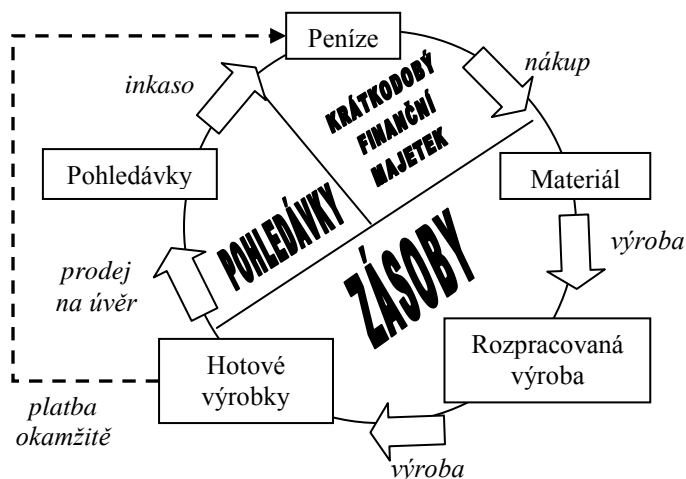 Peníze
nákup
inkaso
KRÁTKODOBÝ
FINANČNÍ
MAJETEK
Pohledávky
Materiál
POHLEDÁVKY
výroba
ZÁSOBY
prodej
na úvěr
Rozpracovaná
výroba
Hotové
výrobky
platba
okamžitě
výroba